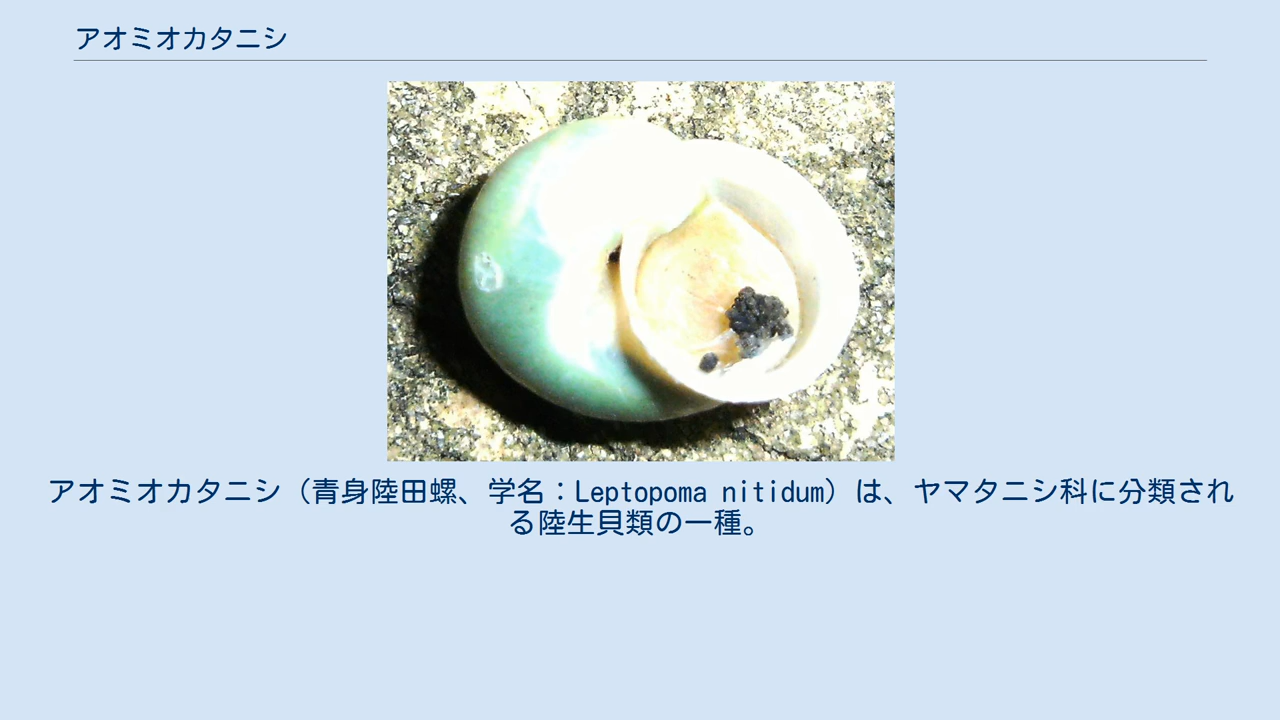 アオミオカタニシ
アオミオカタニシ（青身陸田螺、学名：Leptopoma nitidum）は、ヤマタニシ科に分類され
る陸生貝類の一種。